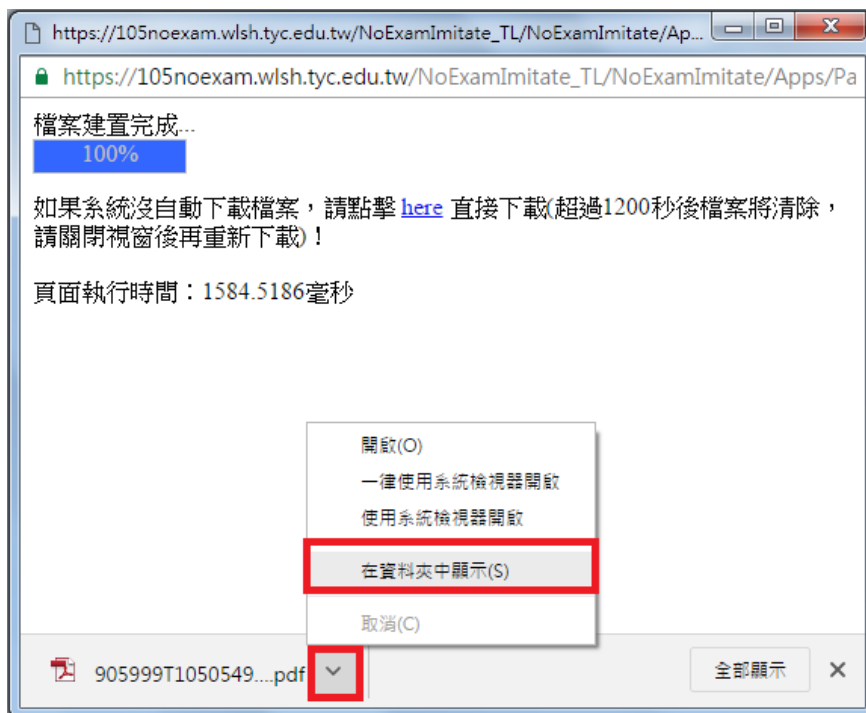 https://105noexam.wlsh.tyc.edu.tw/NoExamImitate_TL/NoExamImitate/Ap...
https://105noexam.wlsh.tyc.edu.tw/NoExamImitate_TL/NoExamImitate/Apps/Pa
檔案建置完成...
100%
如果系統沒自動下載檔案，請點擊 here 直接下載(超過1200秒後檔案將清除，
請關閉視窗後再重新下載)！
頁面執行時間：1584.5186毫秒
開啟(O)
一律使用系統檢視器開啟
使用系統檢視器開啟
在資料夾中顯示(S)
取消(C)
905999T1050549....pdf
全部顯示